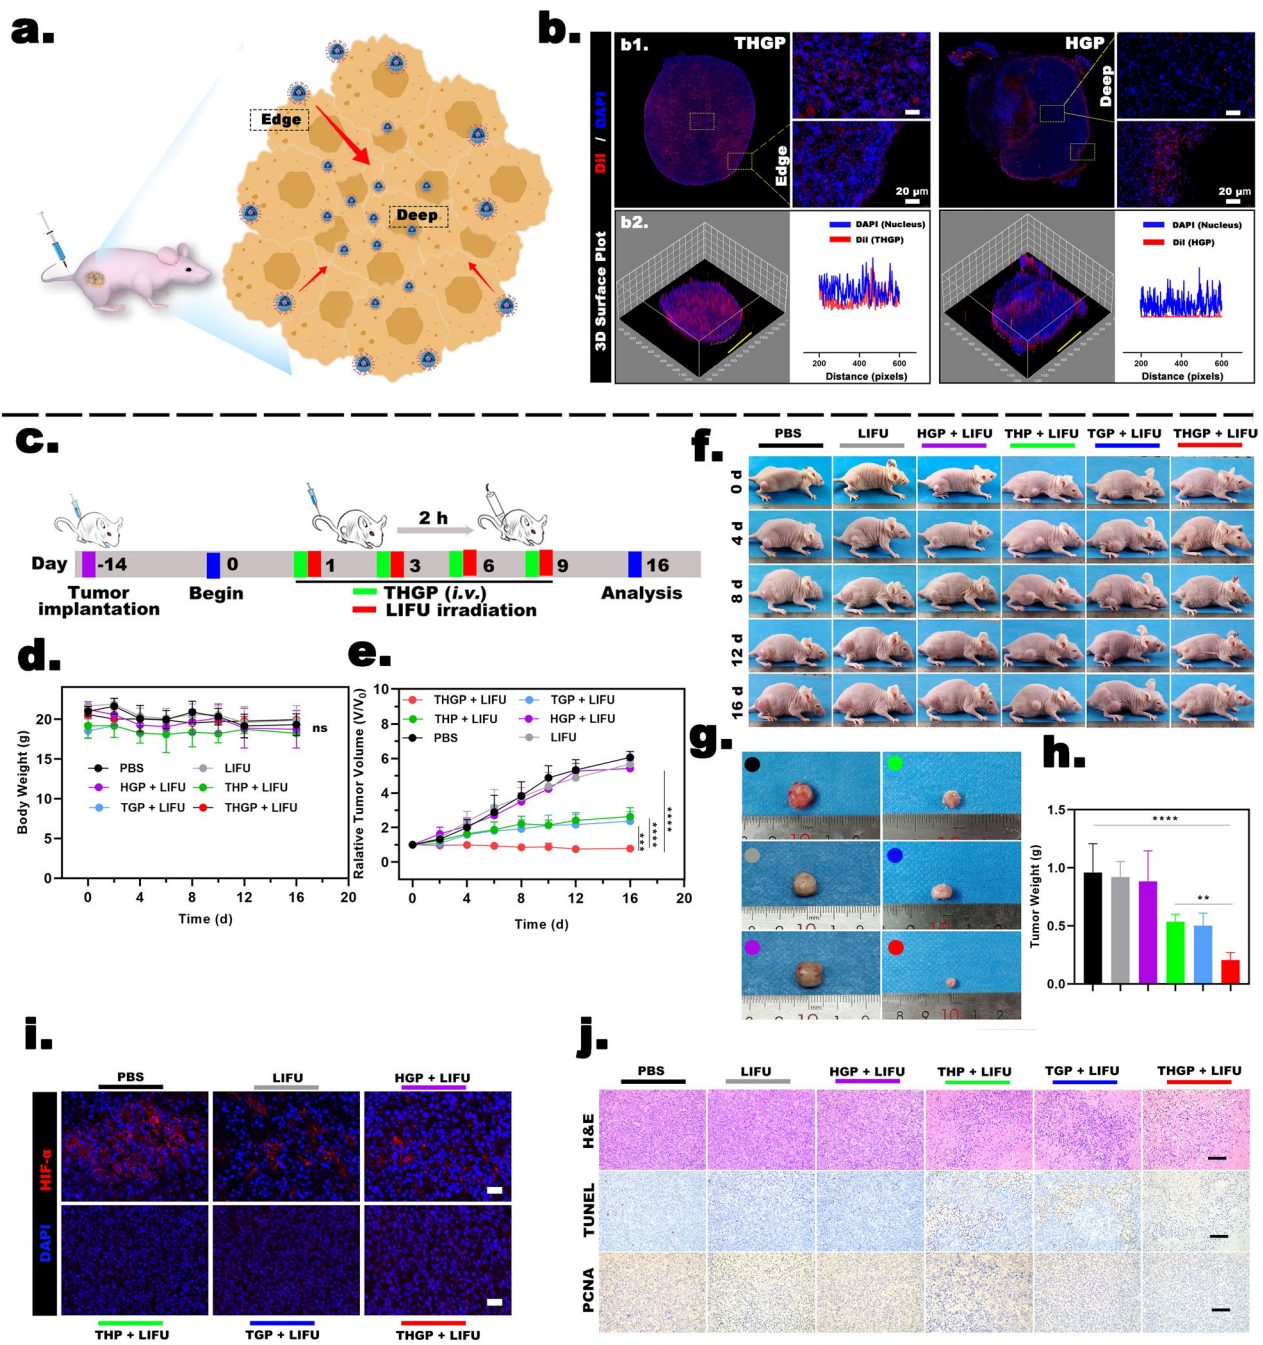 a.
Edge
Deep
b.
b1.
THGP
HGP
DiI / DAPI
Edge
Deep
20 μm
20 μm
b2.
3D Surface Plot
DAPI (Nucleus)
DiI (THGP)
200 400 600
Distance (pixels)
DAPI (Nucleus)
DiI (HGP)
200 400 600
Distance (pixels)
c.
2 h
Day
-14 0 1 3 6 9 16
Tumor
implantation
Begin
THGP (i.v.)
LIFU irradiation
Analysis
d.
Body Weight (g)
20
15
10
5
0
ns
PBS
LIFU
HGP + LIFU
THP + LIFU
TGP + LIFU
THGP + LIFU
0 4 8 12 16 20
Time (d)
e.
Ralative Tumor Volume (V/V0)
10
8
6
4
2
0
THGP + LIFU
TGP + LIFU
THP + LIFU
HGP + LIFU
PBS
LIFU
***
****
****
0 4 8 12 16 20
Time (d)
f.
PBS
LIFU
HGP + LIFU
THP + LIFU
TGP + LIFU
THGP + LIFU
0 d
4 d
8 d
12 d
16 d
g.
h.
Tumor Weight (g)
1.5
1.0
0.5
0.0
****
**
i.
PBS
LIFU
HGP + LIFU
HIF-α
DAPI
THP + LIFU
TGP + LIFU
THGP + LIFU
j.
PBS
LIFU
HGP + LIFU
THP + LIFU
TGP + LIFU
THGP + LIFU
H&E
TUNEL
PCNA